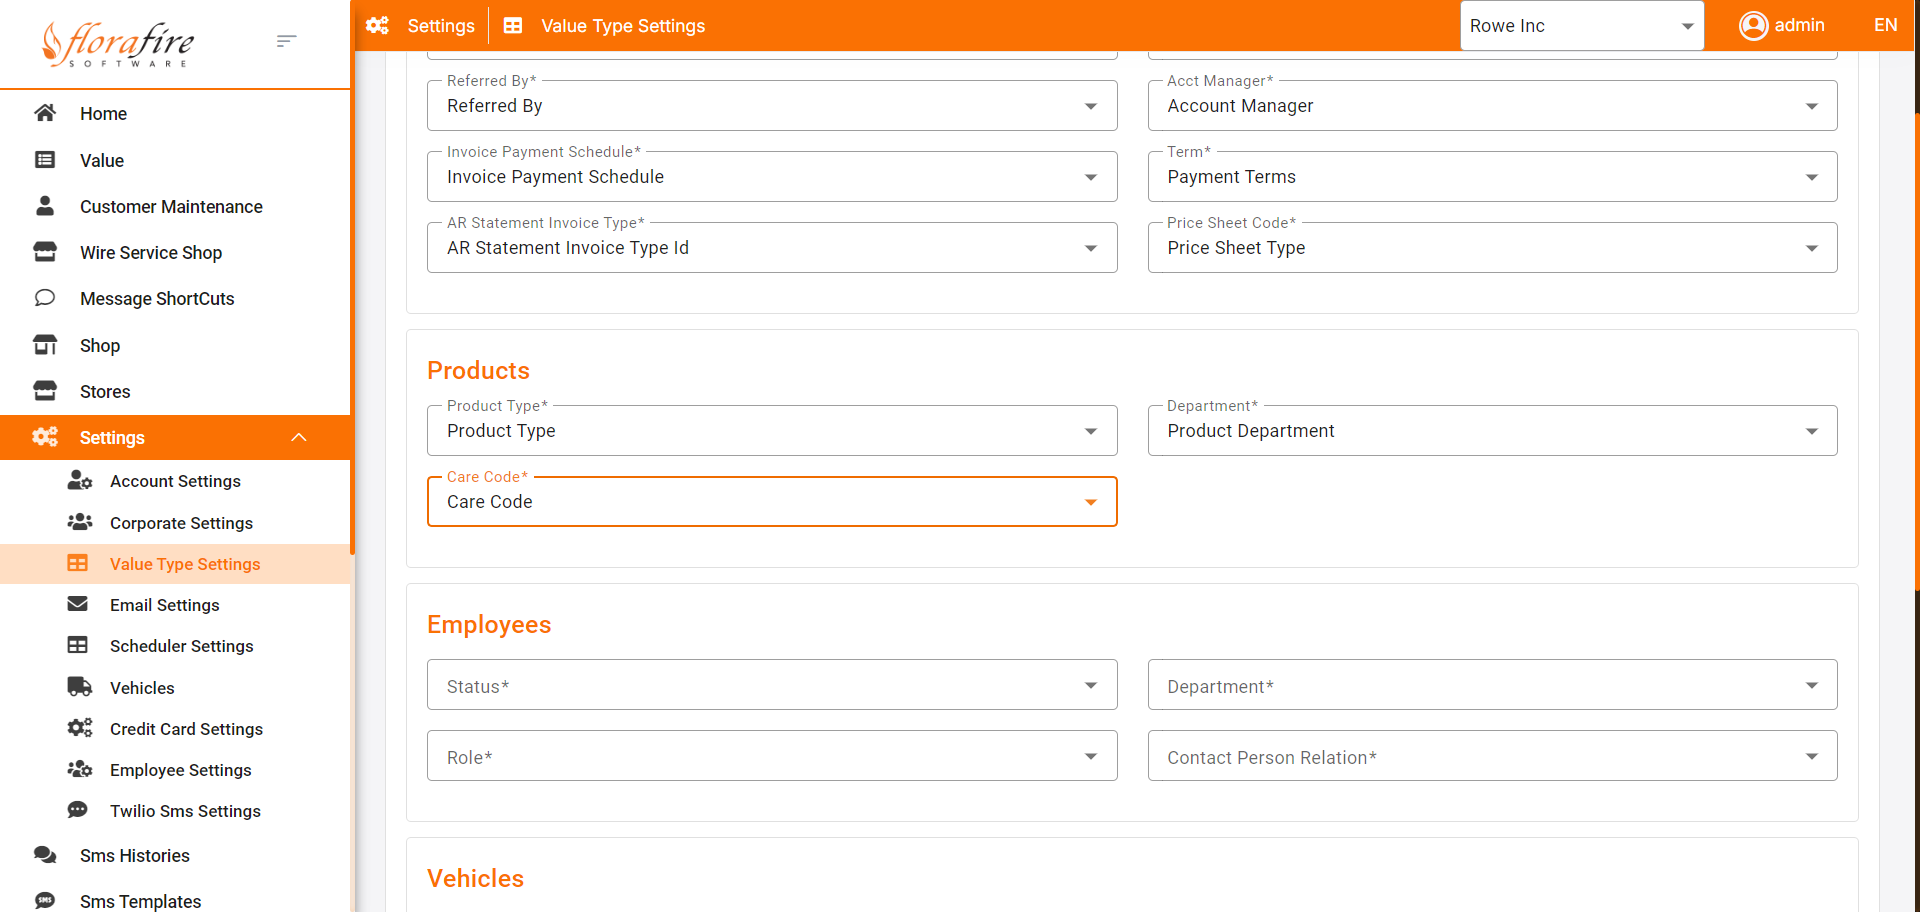 florafire
SOFTWARE
Settings
Value Type Settings
Rowe Inc
admin
EN
Home
Value
Customer Maintenance
Wire Service Shop
Message ShortCuts
Shop
Stores
Settings
Account Settings
Corporate Settings
Value Type Settings
Email Settings
Scheduler Settings
Vehicles
Credit Card Settings
Employee Settings
Twilio Sms Settings
Sms Histories
SMS
Sms Templates
Referred By*
Referred By
Acct Manager*
Account Manager
Invoice Payment Schedule*
Invoice Payment Schedule
Term*
Payment Terms
AR Statement Invoice Type*
AR Statement Invoice Type Id
Price Sheet Code*
Price Sheet Type
Products
Product Type*
Product Type
Department*
Product Department
Care Code*
Care Code
Employees
Status*
Department*
Role*
Contact Person Relation*
Vehicles